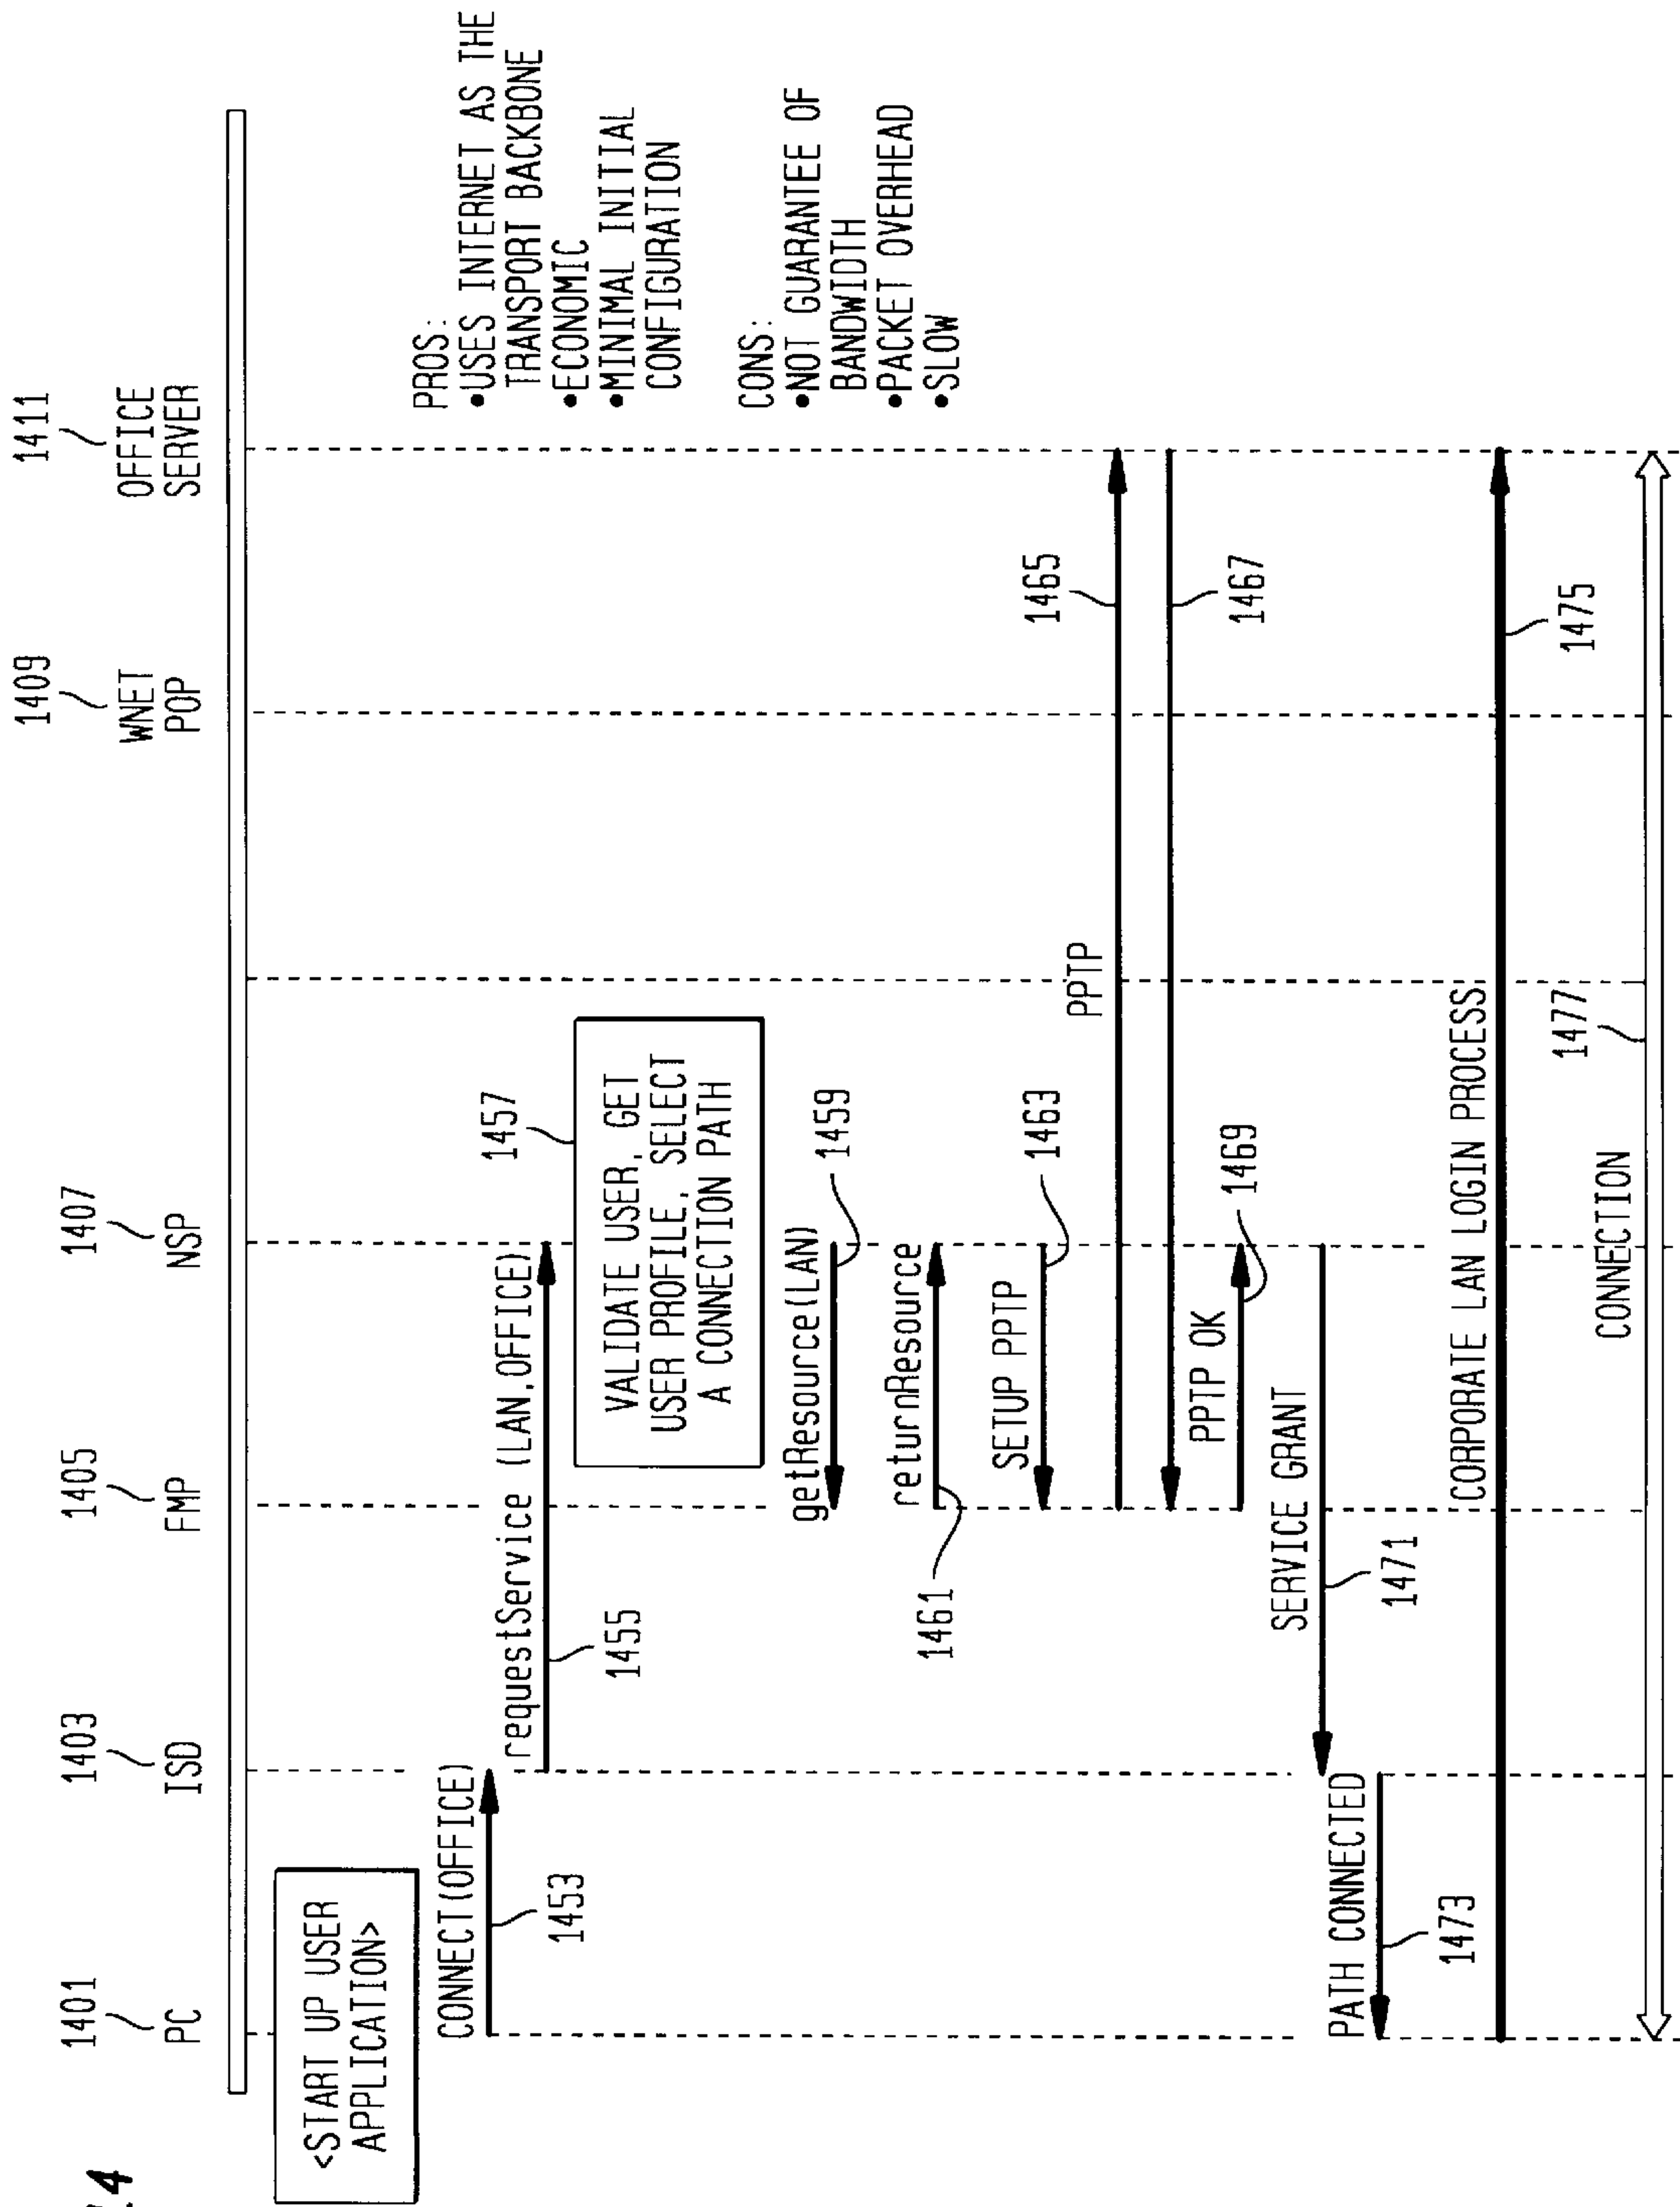 14
1401
PC
1403
ISD
1405
FMP
1407
NSP
1409
WNET
POP
1411
OFFICE
SERVER
<START UP USER
APPLICATION>
CONNECT(OFFICE)
1453
requestService (LAN,OFFICE)
1455
1457
VALIDATE USER, GET
USER PROFILE, SELECT
A CONNECTION PATH
getResource(LAN)
1459
returnResource
1461
SETUP PPTP
1463
PPTP
1465
1467
PPTP OK
1469
SERVICE GRANT
1471
PATH CONNECTED
1473
CORPORATE LAN LOGIN PROCESS
1475
1477
CONNECTION
PROS:
•USES INTERNET AS THE
TRANSPORT BACKBONE
•ECONOMIC
•MINIMAL INITIAL
CONFIGURATION
CONS:
•NOT GUARANTEE OF
BANDWIDTH
•PACKET OVERHEAD
•SLOW